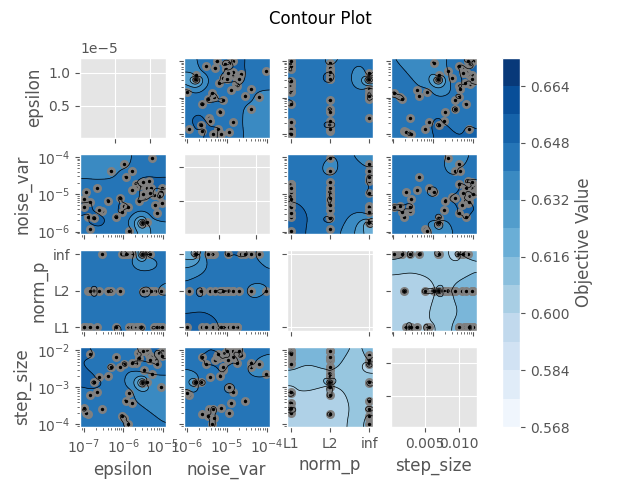 Contour Plot
1e−5
epsilon
1.0
0.5
0.664
noise_var
10⁻⁴
10⁻⁵
10⁻⁶
0.648
0.632
0.616
Objective Value
norm_p
inf
L2
L1
0.600
0.584
0.568
step_size
10⁻²
10⁻³
10⁻⁴
10⁻⁷ 10⁻⁶ 10⁻⁵ 10⁻⁶ 10⁻⁵ 10⁻⁴ L1 L2 inf 0.005 0.010
epsilon noise_var norm_p step_size